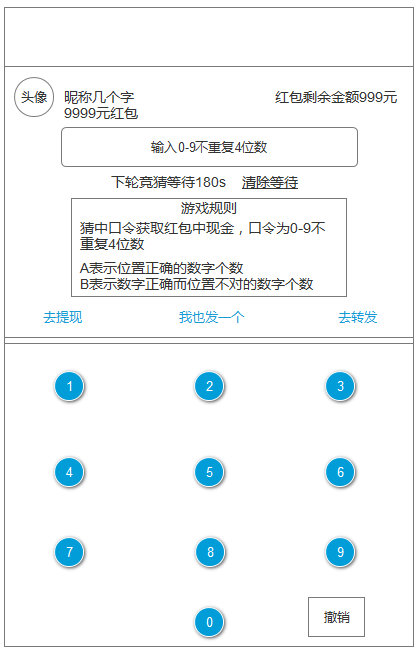 头像
昵称几个字
红包剩余金额999元
9999元红包
输入0-9不重复4位数
下轮竞猜等待180s 清除等待
游戏规则
猜中口令获取红包中现金，口令为0-9不
重复4位数
A表示位置正确的数字个数
B表示数字正确而位置不对的数字个数
去提现 我也发一个 去转发
1 2 3
4 5 6
7 8 9
0 撤销